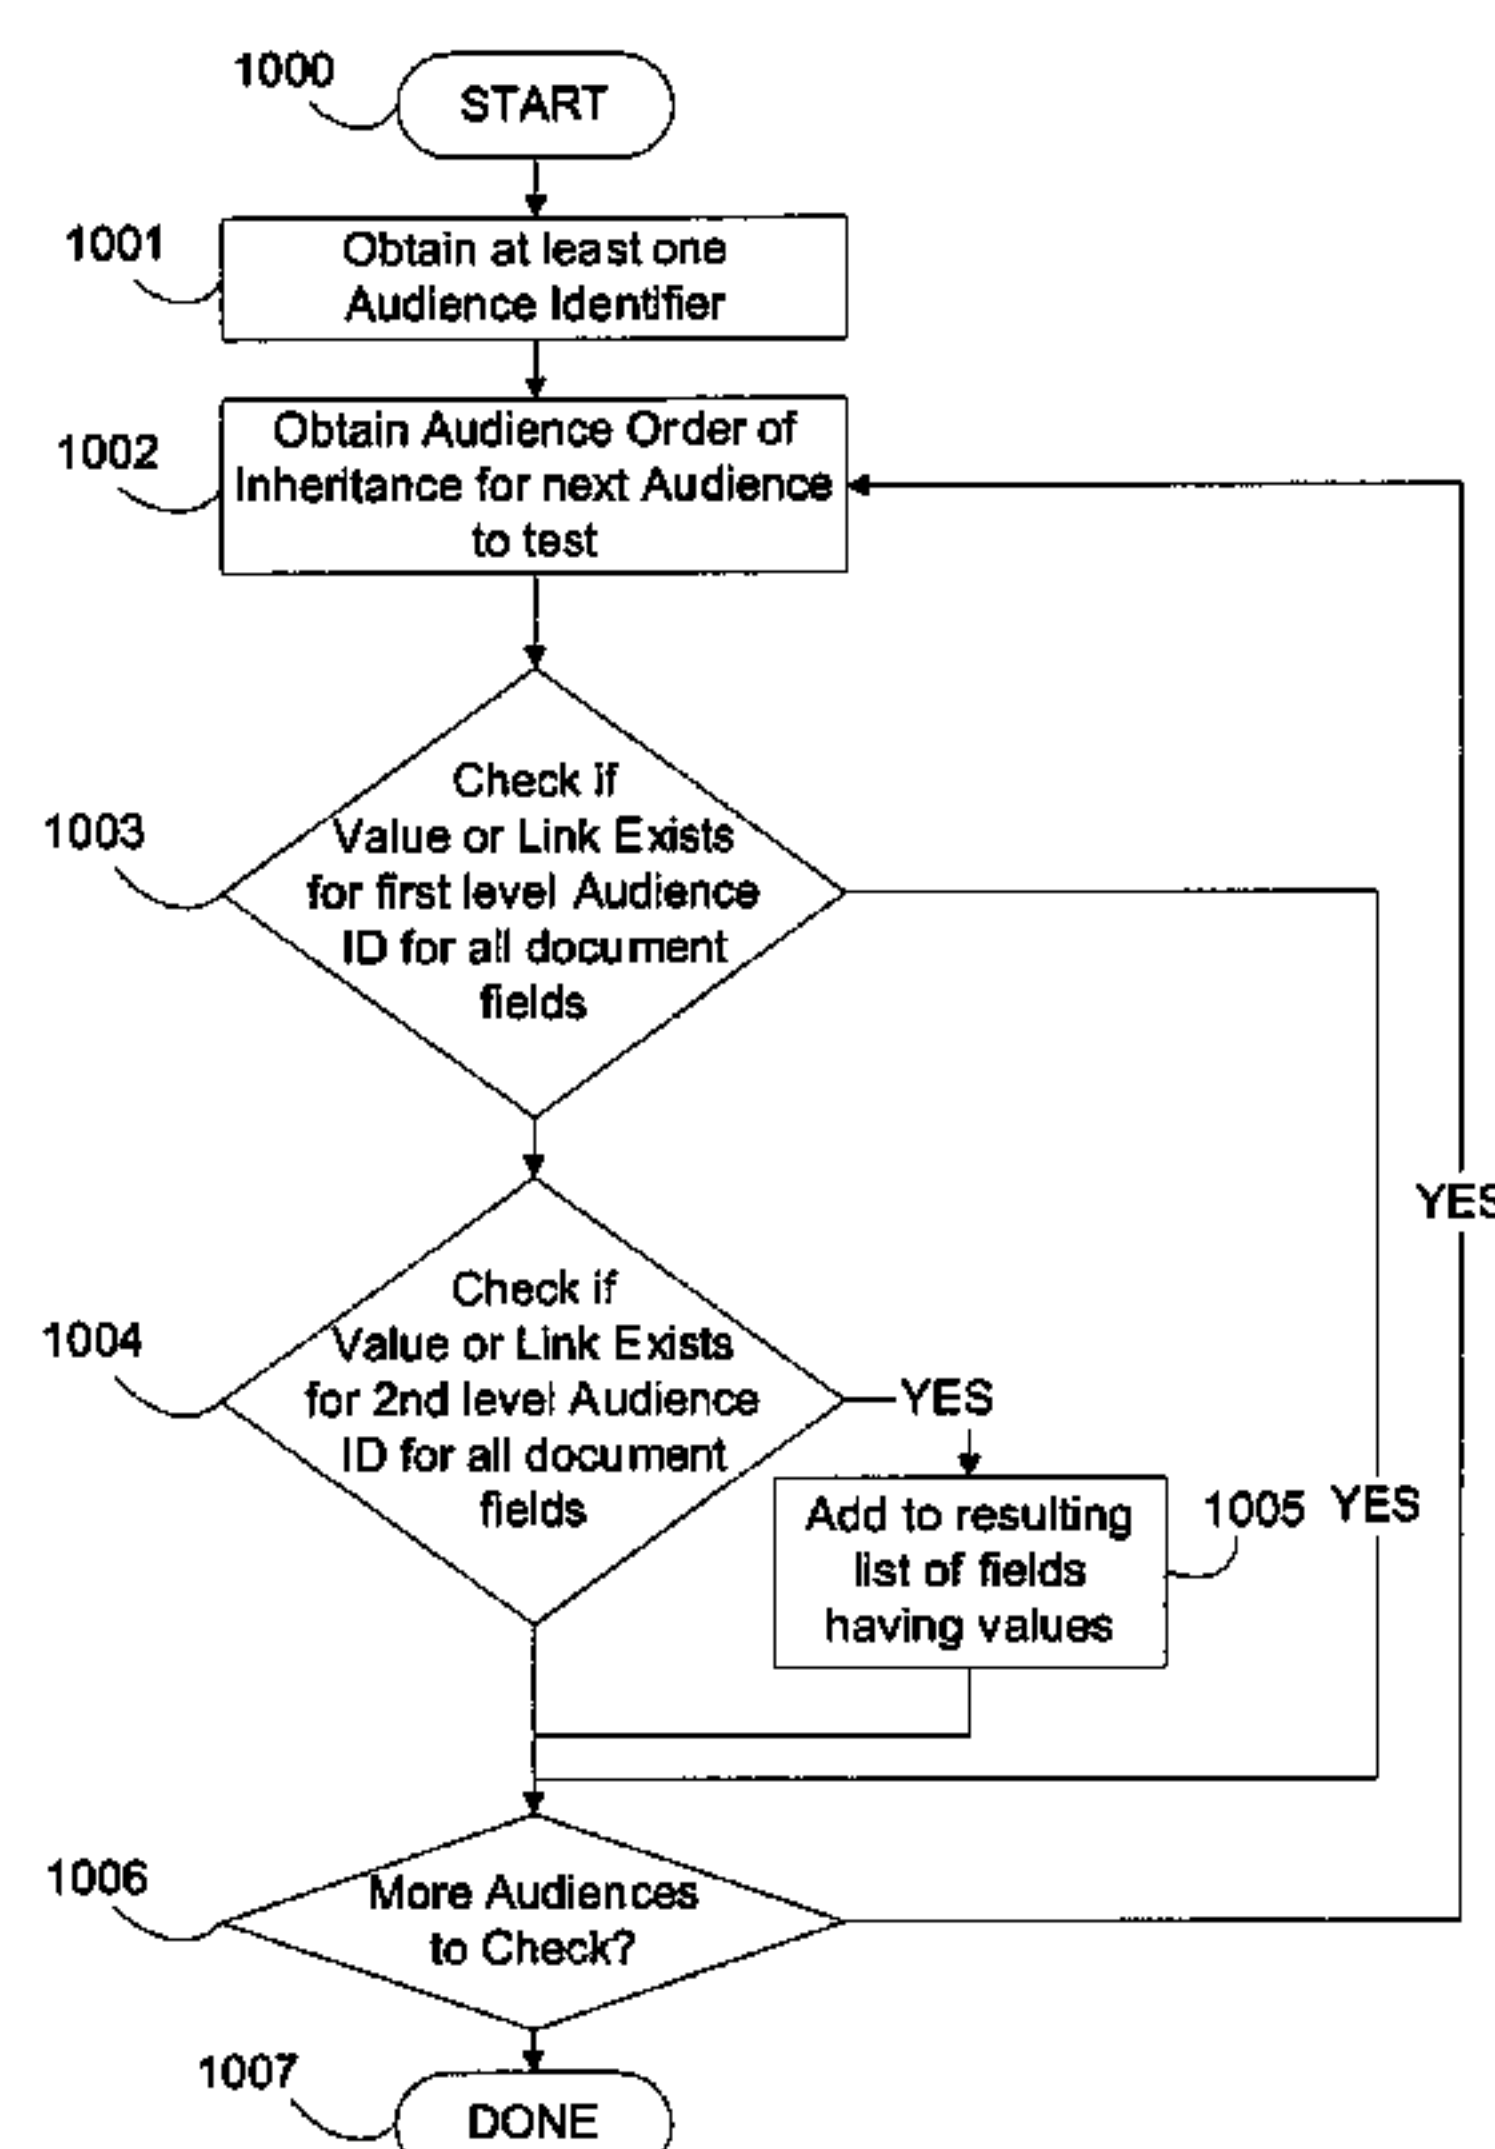 1000
START
1001
Obtain at least one
Audience Identifier
1002
Obtain Audience Order of
Inheritance for next Audience
to test
1003
Check if
Value or Link Exists
for first level Audience
ID for all document
fields
YES
1004
Check if
Value or Link Exists
for 2nd level Audience
ID for all document
fields
YES
Add to resulting
list of fields
having values
1005
YES
1006
More Audiences
to Check?
1007
DONE